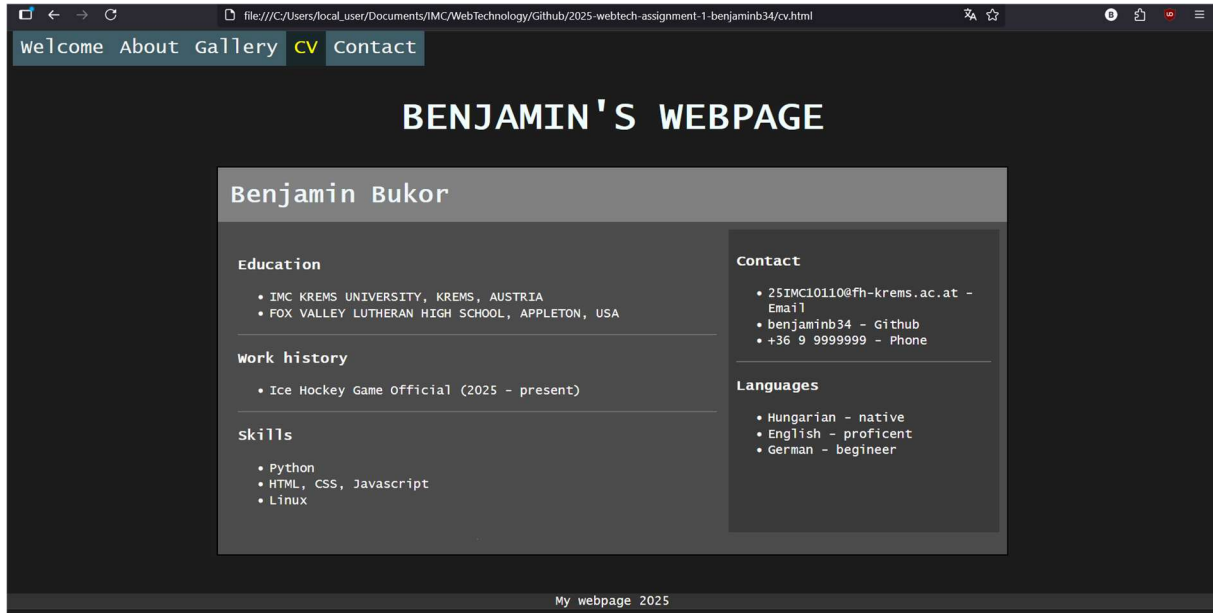 file:///C:/Users/local_user/Documents/IMC/WebTechnology/Github/2025-webtech-assignment-1-benjaminb34/cv.html
Welcome About Gallery CV Contact
BENJAMIN'S WEBPAGE
Benjamin Bukor
Education
• IMC KREMS UNIVERSITY, KREMS, AUSTRIA
• FOX VALLEY LUTHERAN HIGH SCHOOL, APPLETON, USA
Work history
• Ice Hockey Game Official (2025 - present)
Skills
• Python
• HTML, CSS, Javascript
• Linux
Contact
• 25IMC10110@fh-krems.ac.at -
Email
• benjaminb34 - Github
• +36 9 9999999 - Phone
Languages
• Hungarian - native
• English - proficent
• German - begineer
My webpage 2025